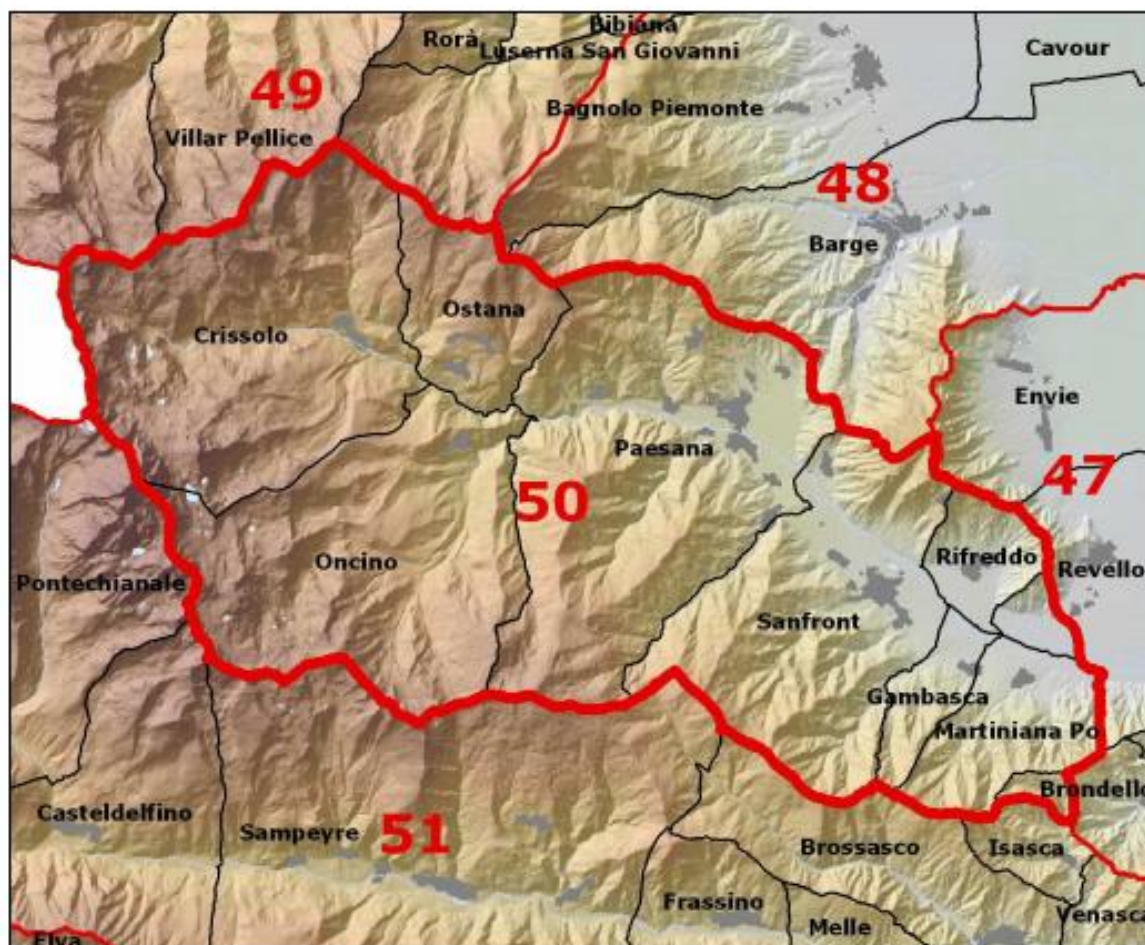 Bibiana
Rorà
Luserna San Giovanni
Cavour
49
Bagnolo Piemonte
Villar Pellice
48
Barge
Ostana
Crissolo
Envie
Paesana
47
50
Oncino
Rifreddo
Revello
Pontechianale
Sanfront
Gambasca
Martiniana Po
Brondello
Casteldelfino
Sampeyre
51
Brossasco
Isasca
Frassino
Venasca
Melle
Elva